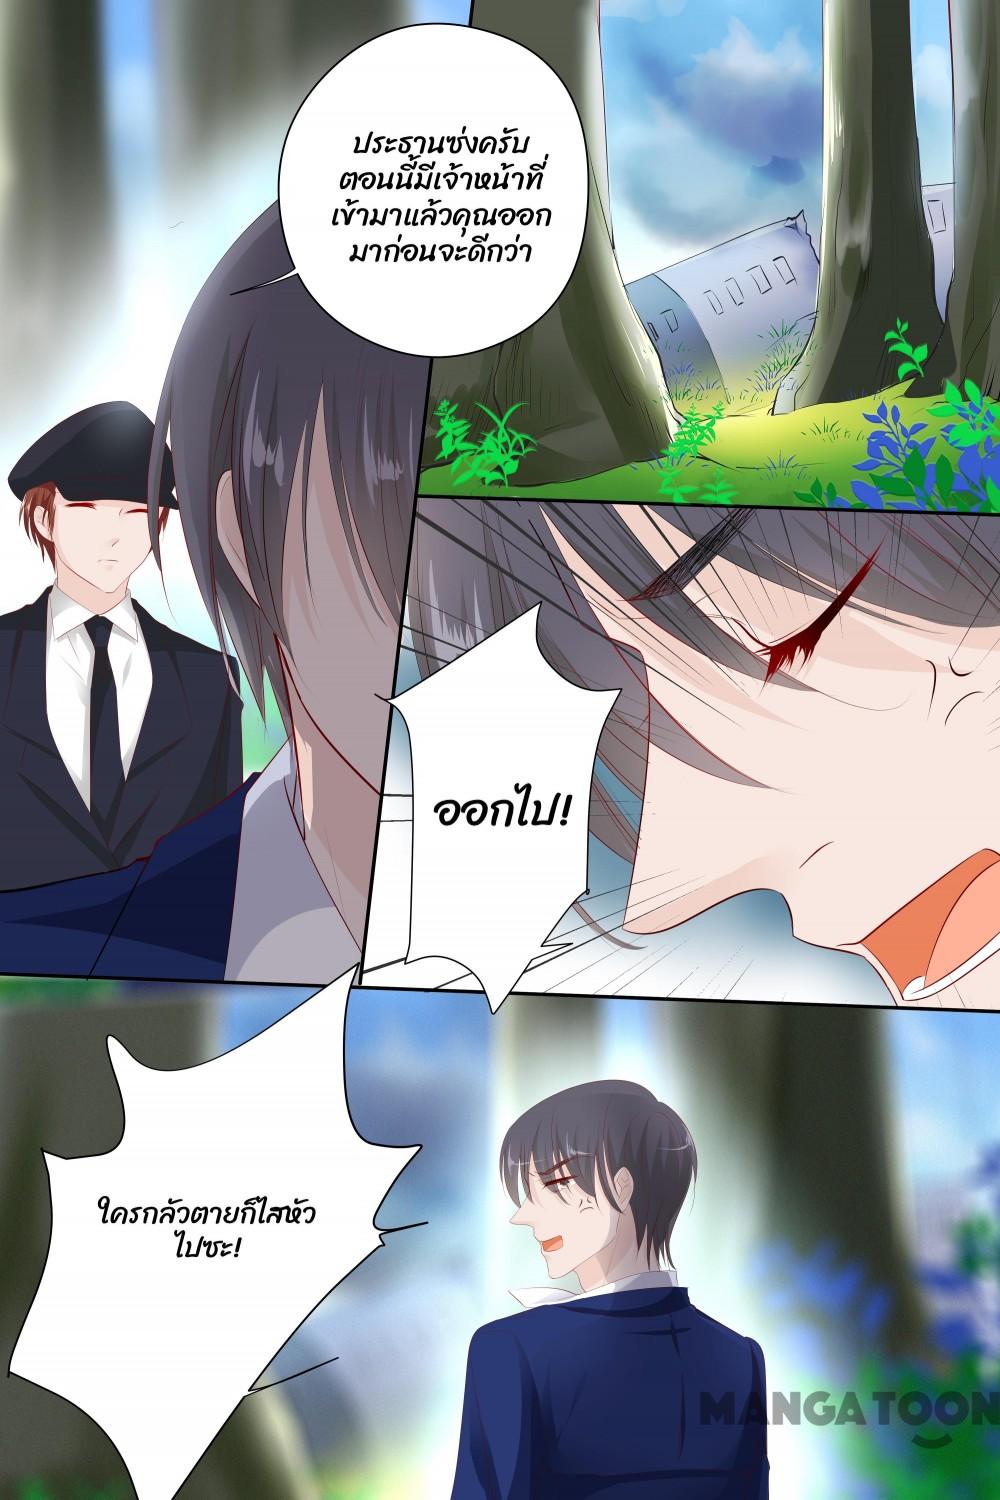 ประธานซ่งครับ
ตอนนี้มีเจ้าหน้าที่
เข้ามาแล้วคุณออก
มาก่อนจะดีกว่า
ออกไป!
ใครกลัวตายก็ไสหัว
ไปซะ!
MANGATOON